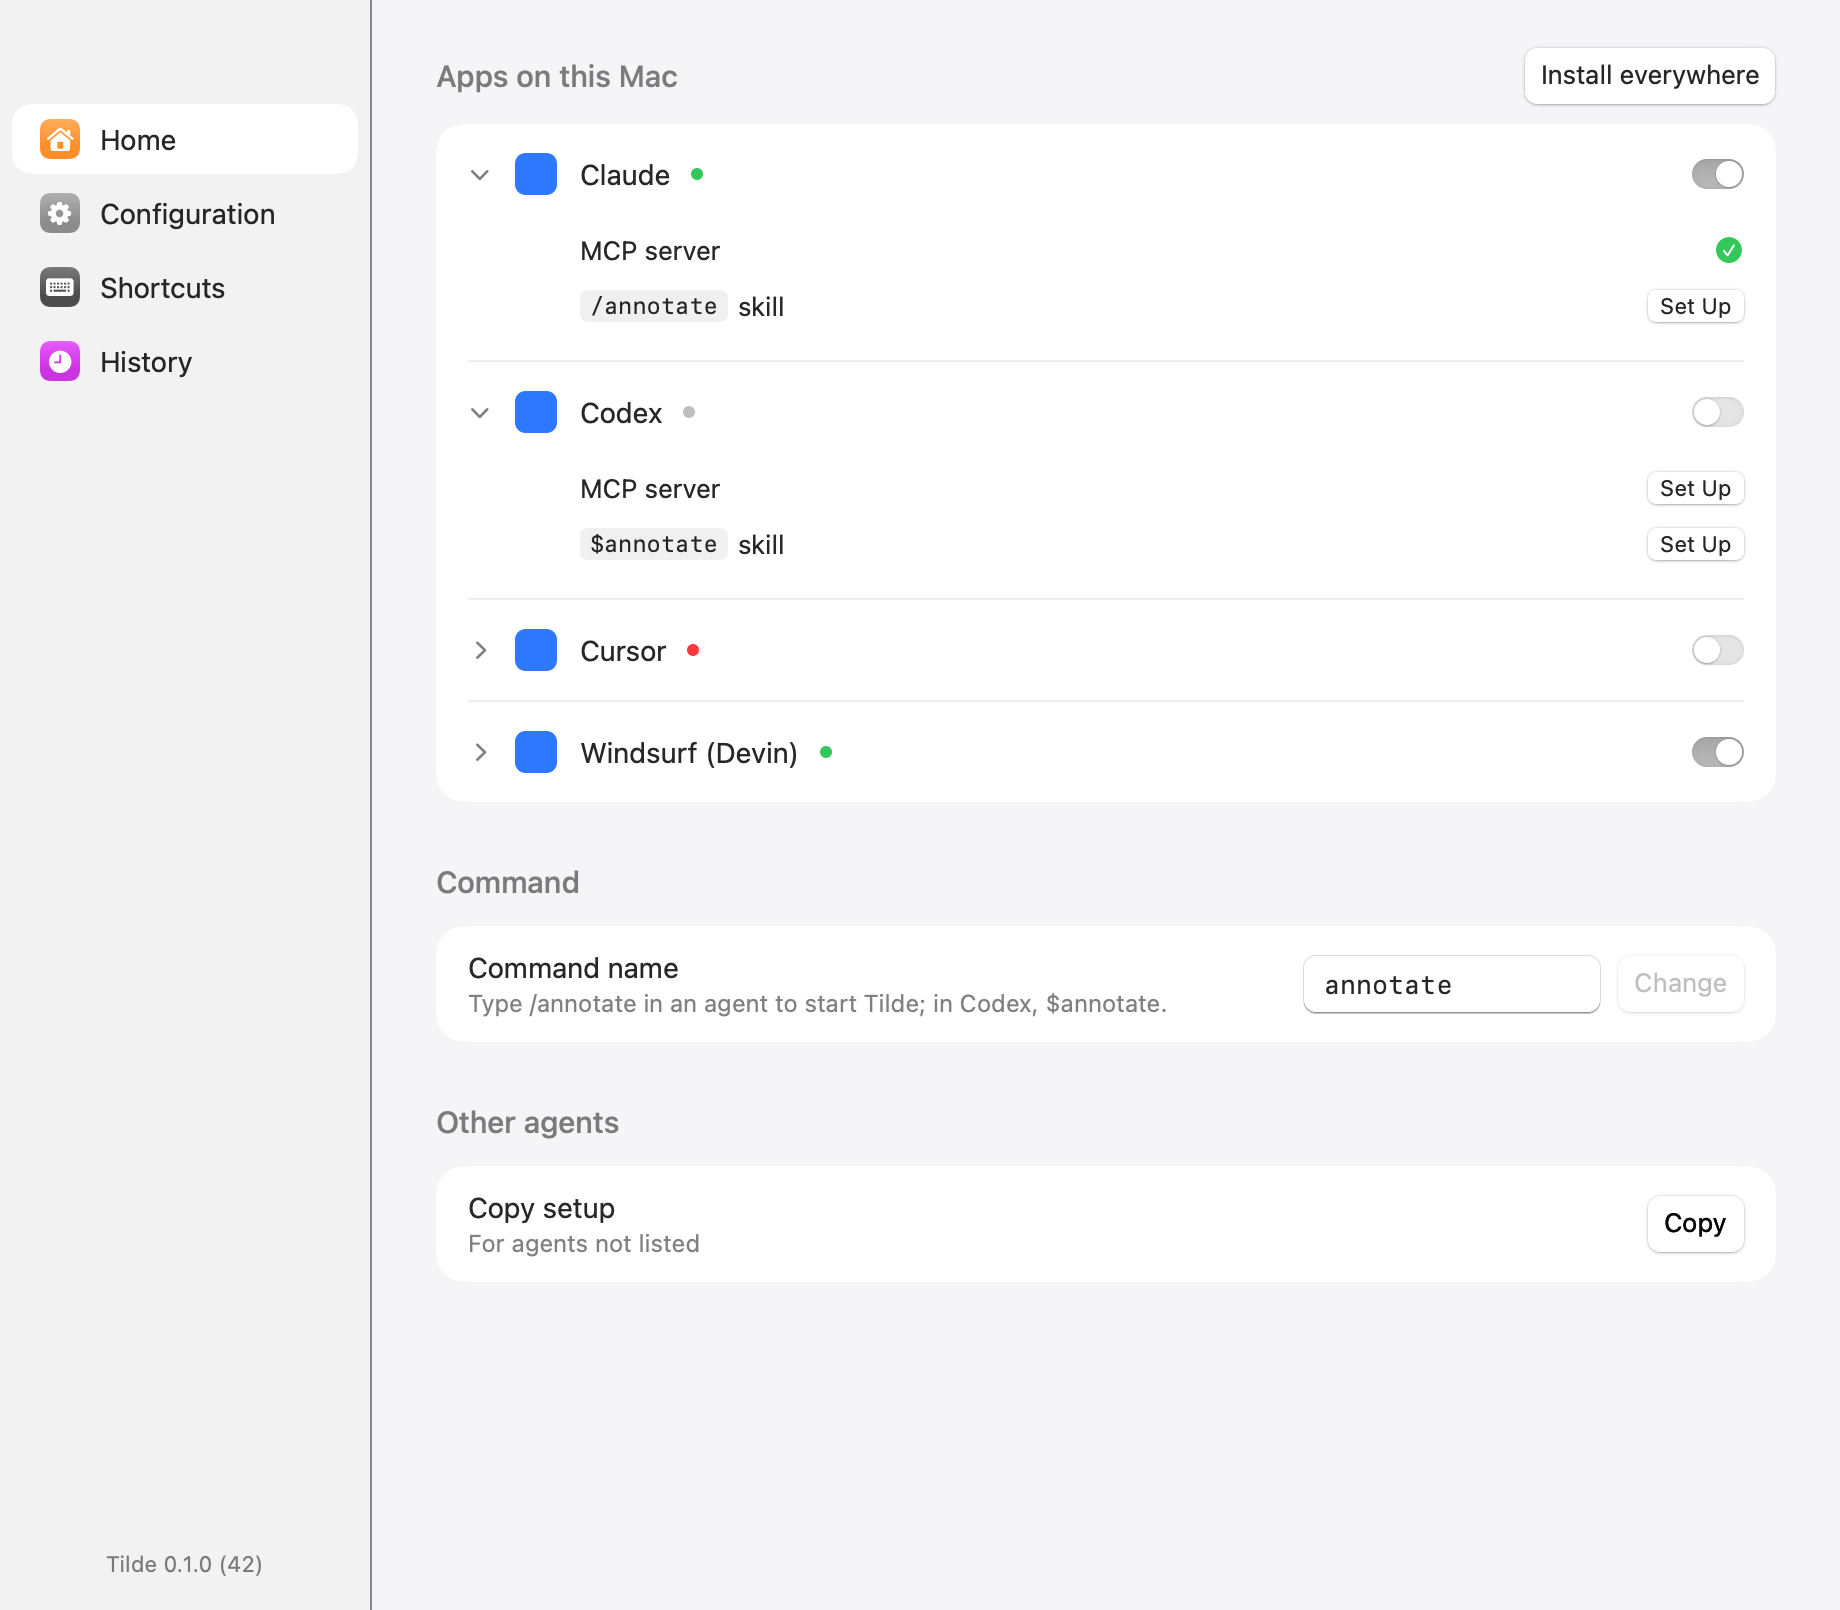 Home
Configuration
Shortcuts
History
Tilde 0.1.0 (42)
Apps on this Mac
Install everywhere
Claude
MCP server
/annotate skill
Set Up
Codex
MCP server
Set Up
$annotate skill
Set Up
Cursor
Windsurf (Devin)
Command
Command name
Type /annotate in an agent to start Tilde; in Codex, $annotate.
annotate
Change
Other agents
Copy setup
For agents not listed
Copy